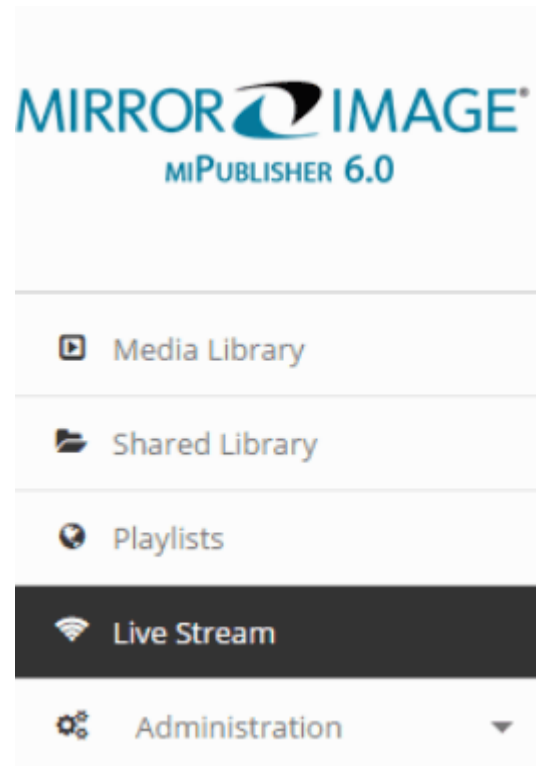 MIRROR IMAGE®
MIPUBLISHER 6.0
Media Library
Shared Library
Playlists
Live Stream
Administration